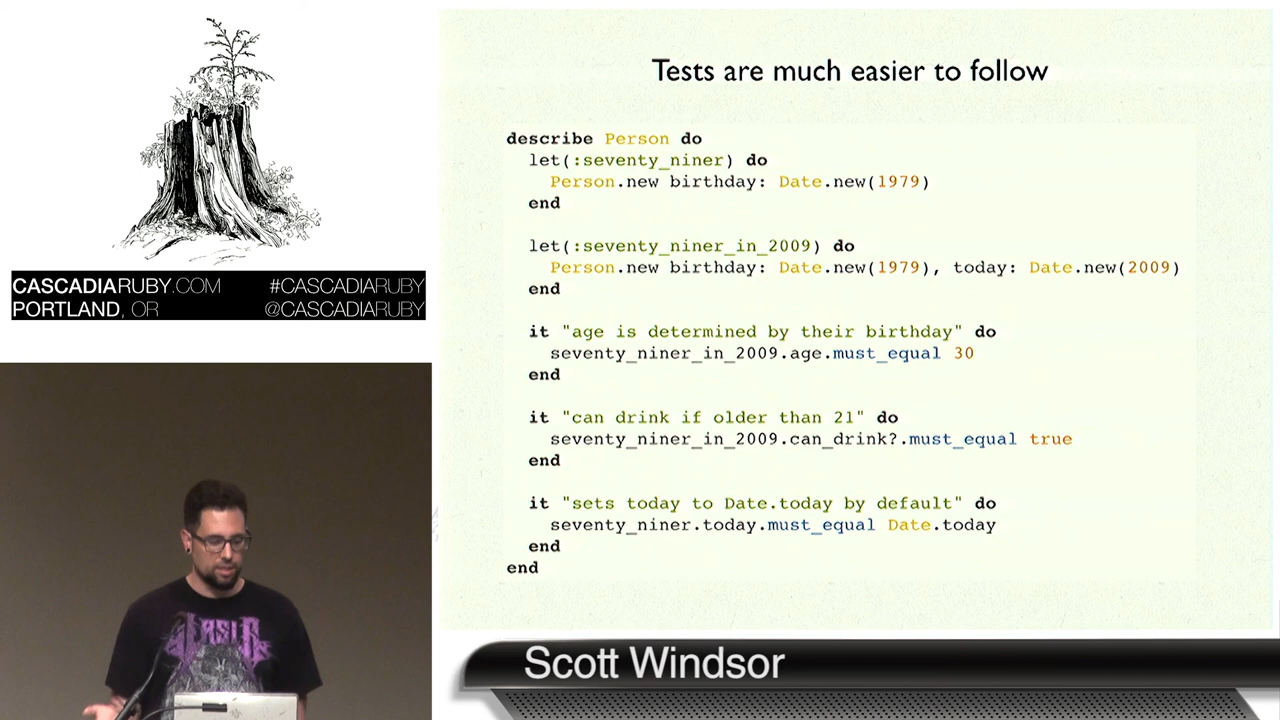 CASCADIARUBY.COM #CASCADIARUBY
PORTLAND, OR @CASCADIARUBY
Tests are much easier to follow
describe Person do
  let(:seventy_niner) do
    Person.new birthday: Date.new(1979)
  end
  let(:seventy_niner_in_2009) do
    Person.new birthday: Date.new(1979), today: Date.new(2009)
  end
  it "age is determined by their birthday" do
    seventy_niner_in_2009.age.must_equal 30
  end
  it "can drink if older than 21" do
    seventy_niner_in_2009.can_drink?.must_equal true
  end
  it "sets today to Date.today by default" do
    seventy_niner.today.must_equal Date.today
  end
end
Scott Windsor